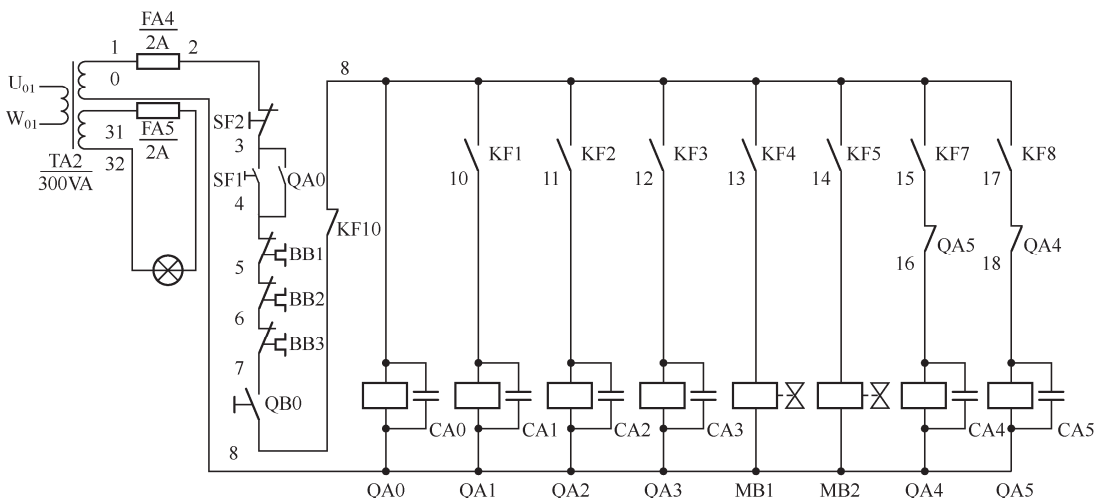 FA4
2A
1
2
0
8
U01
W01
31
32
FA5
2A
TA2
300VA
SF2
3
SF1
QA0
4
KF10
BB1
5
BB2
6
BB3
7
QB0
8
KF1
KF2
KF3
KF4
KF5
KF7
KF8
10
11
12
13
14
15
17
QA5
QA4
16
18
CA0
CA1
CA2
CA3
CA4
CA5
QA0
QA1
QA2
QA3
MB1
MB2
QA4
QA5